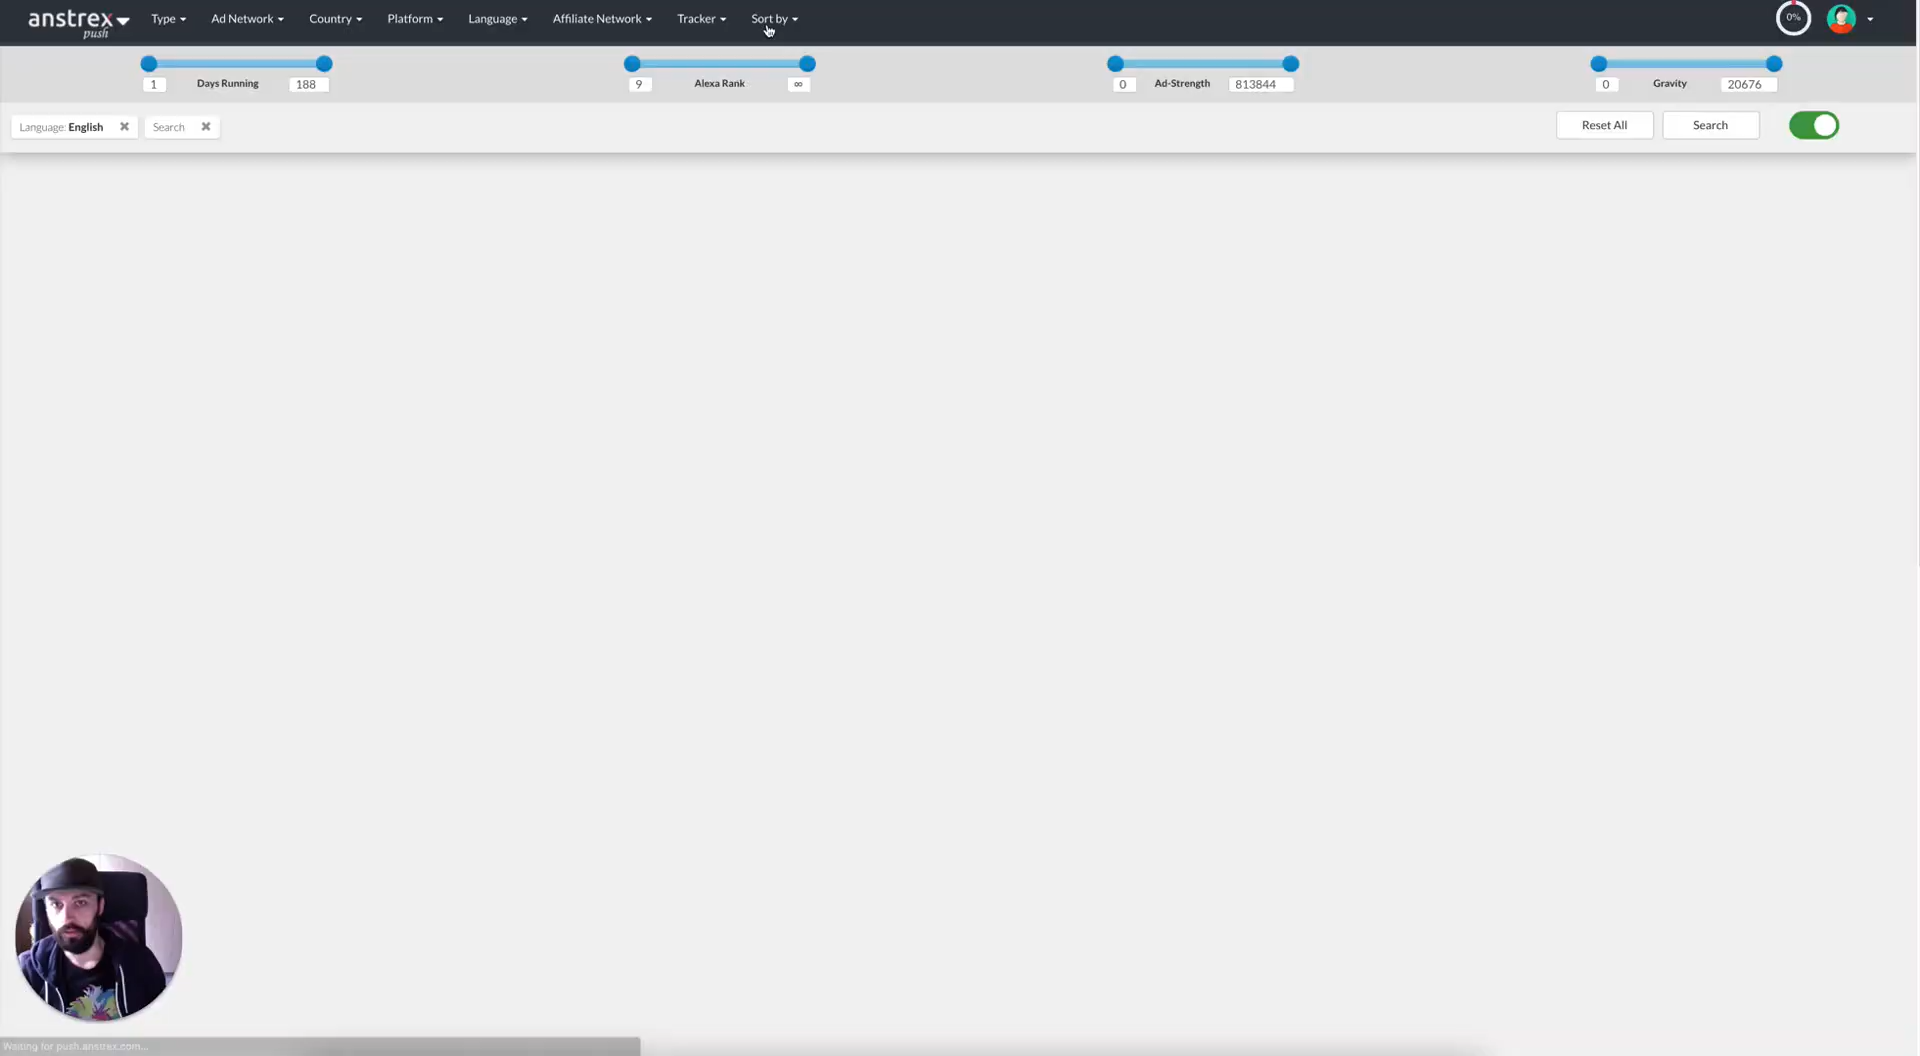 anstrex
push
Type
Ad Network
Country
Platform
Language
Affiliate Network
Tracker
Sort by
0%
1
Days Running
188
9
Alexa Rank
∞
0
Ad-Strength
813844
0
Gravity
20676
Language: English ✖
Search ✖
Reset All
Search
Waiting for push.anstrex.com...